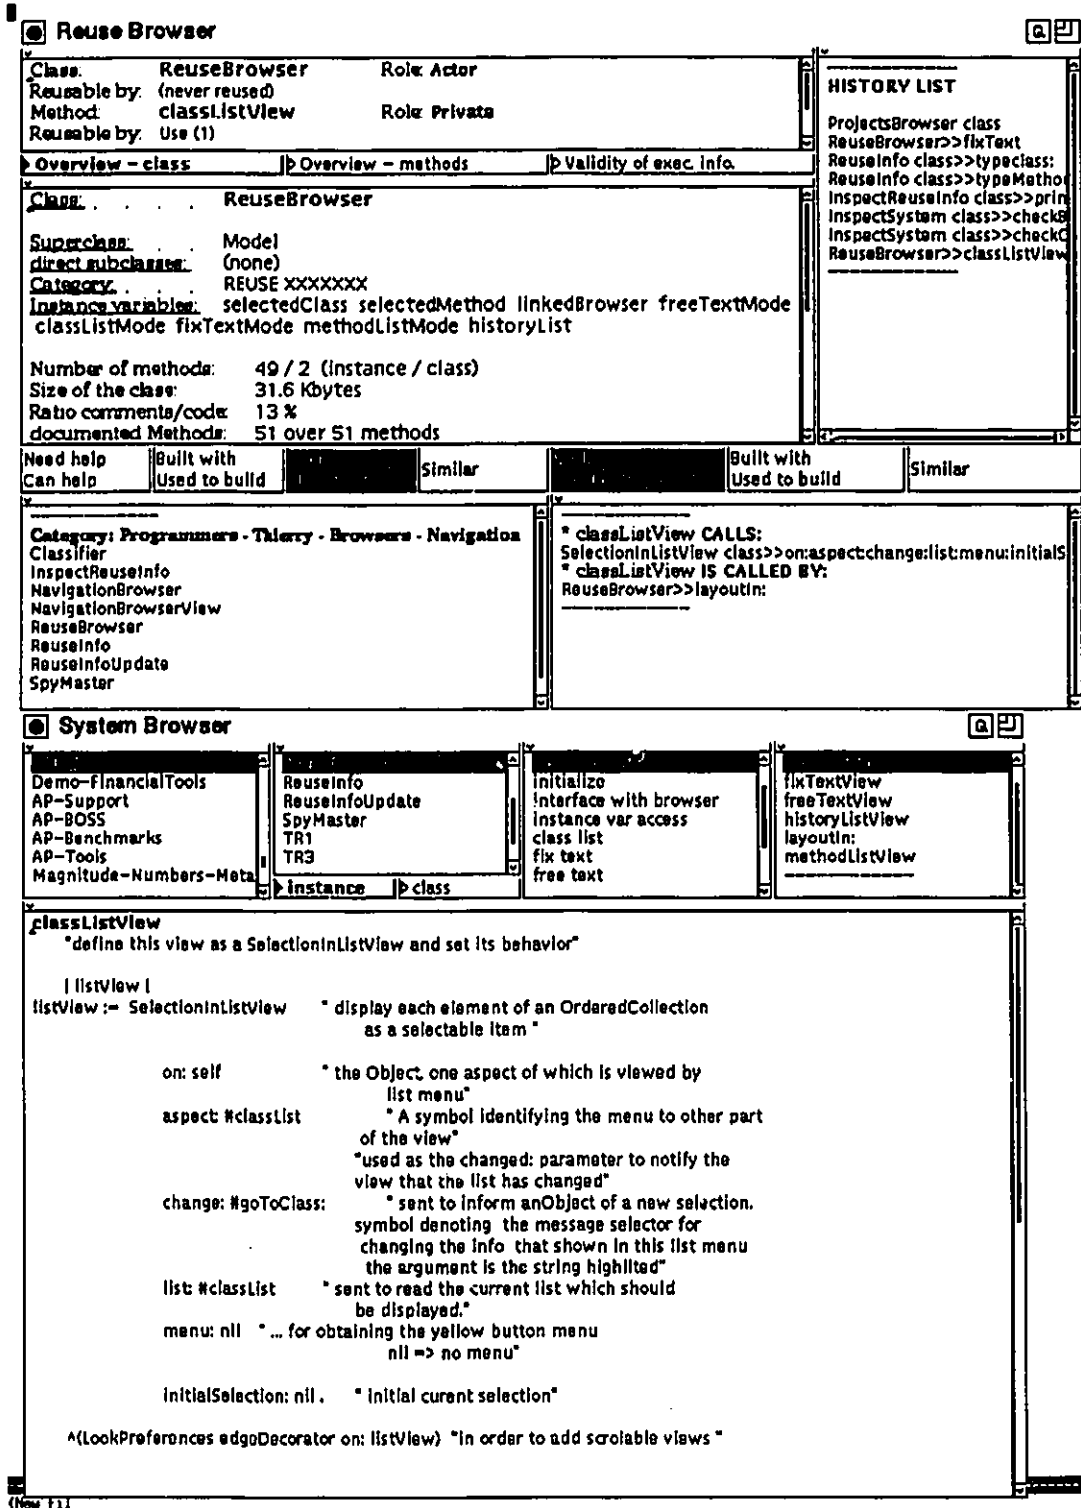 Reuse Browser
Class: ReuseBrowser Role: Actor
Reusable by: (never reused)
Method: classListView Role: Private
Reusable by: Use (1)
Overview – class Overview – methods Validity of exec. info.
Class: . . . . ReuseBrowser
Superclass: . . Model
direct subclasses: (none)
Category: . . . REUSE XXXXXXX
Instance variables: selectedClass selectedMethod linkedBrowser freeTextMode
classListMode fixTextMode methodListMode historyList
Number of methods: 49 / 2 (instance / class)
Size of the class: 31.6 Kbytes
Ratio comments/code: 13 %
documented Methods: 51 over 51 methods
HISTORY LIST
ProjectsBrowser class
ReuseBrowser>>fixText
ReuseInfo class>>typeclass:
ReuseInfo class>>typeMethod
InspectReuseInfo class>>prin
InspectSystem class>>checkB
InspectSystem class>>checkC
ReuseBrowser>>classListView
Need help Built with Similar Built with Similar
Can help Used to build Used to build
Category: Programmers - Thierry - Browsers - Navigation
Classifier
InspectReuseInfo
NavigationBrowser
NavigationBrowserView
ReuseBrowser
ReuseInfo
ReuseInfoUpdate
SpyMaster
* classListView CALLS:
SelectionInListView class>>on:aspect:change:list:menu:initialS
* classListView IS CALLED BY:
ReuseBrowser>>layoutIn:
System Browser
Demo-FinancialTools
AP-Support
AP-BOSS
AP-Benchmarks
AP-Tools
Magnitude-Numbers-Meta
ReuseInfo
ReuseInfoUpdate
SpyMaster
TR1
TR3
instance class
initialize
interface with browser
instance var access
class list
fix text
free text
fixTextView
freeTextView
historyListView
layoutIn:
methodListView
classListView
"define this view as a SelectionInListView and set its behavior"
| listView |
listView := SelectionInListView " display each element of an OrderedCollection
as a selectable item "
on: self " the Object, one aspect of which is viewed by
list menu"
aspect: #classList " A symbol identifying the menu to other part
of the view"
"used as the changed: parameter to notify the
view that the list has changed"
change: #goToClass: " sent to inform anObject of a new selection.
symbol denoting the message selector for
changing the info that shown in this list menu
the argument is the string highlited"
list: #classList " sent to read the current list which should
be displayed."
menu: nil " ... for obtaining the yellow button menu
nil => no menu"
initialSelection: nil . " initial curent selection"
^(LookPreferences edgeDecorator on: listView) "in order to add scrolable views "
(New fil